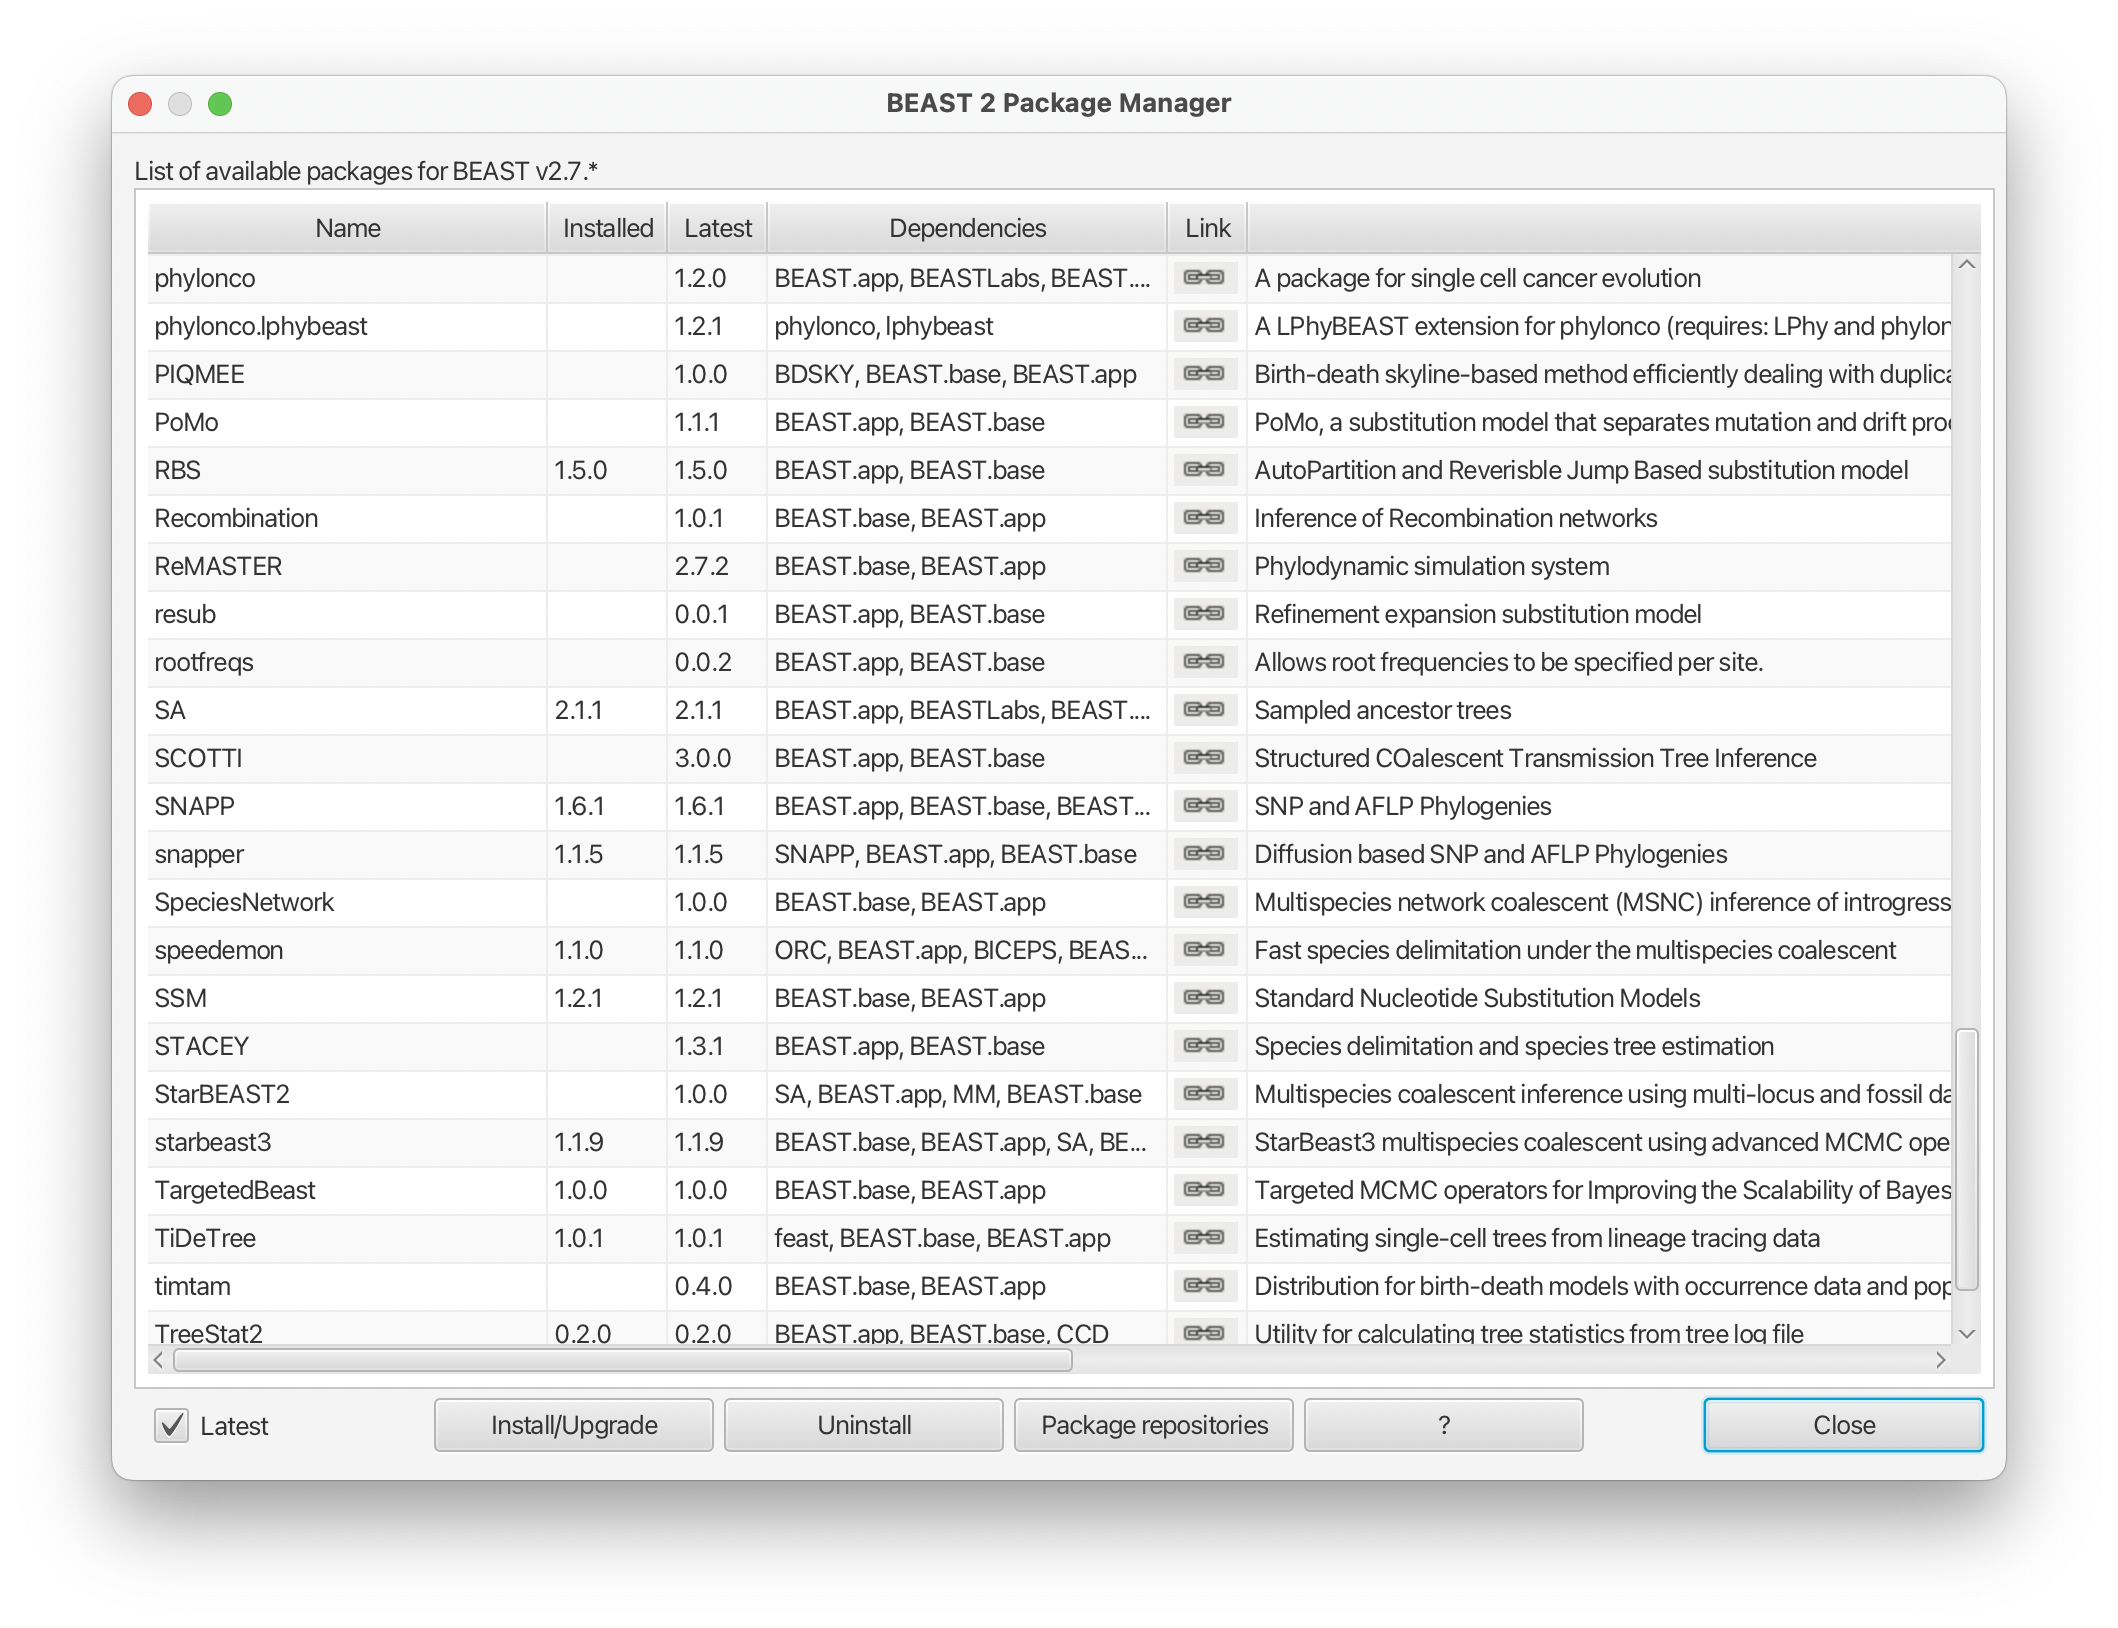 BEAST 2 Package Manager
List of available packages for BEAST v2.7.*
Name Installed Latest Dependencies Link
phylonco 1.2.0 BEAST.app, BEASTLabs, BEAST.... A package for single cell cancer evolution
phylonco.lphybeast 1.2.1 phylonco, lphybeast A LPhyBEAST extension for phylonco (requires: LPhy and phylon
PIQMEE 1.0.0 BDSKY, BEAST.base, BEAST.app Birth-death skyline-based method efficiently dealing with duplica
PoMo 1.1.1 BEAST.app, BEAST.base PoMo, a substitution model that separates mutation and drift proc
RBS 1.5.0 1.5.0 BEAST.app, BEAST.base AutoPartition and Reverisble Jump Based substitution model
Recombination 1.0.1 BEAST.base, BEAST.app Inference of Recombination networks
ReMASTER 2.7.2 BEAST.base, BEAST.app Phylodynamic simulation system
resub 0.0.1 BEAST.app, BEAST.base Refinement expansion substitution model
rootfreqs 0.0.2 BEAST.app, BEAST.base Allows root frequencies to be specified per site.
SA 2.1.1 2.1.1 BEAST.app, BEASTLabs, BEAST.... Sampled ancestor trees
SCOTTI 3.0.0 BEAST.app, BEAST.base Structured COalescent Transmission Tree Inference
SNAPP 1.6.1 1.6.1 BEAST.app, BEAST.base, BEAST... SNP and AFLP Phylogenies
snapper 1.1.5 1.1.5 SNAPP, BEAST.app, BEAST.base Diffusion based SNP and AFLP Phylogenies
SpeciesNetwork 1.0.0 BEAST.base, BEAST.app Multispecies network coalescent (MSNC) inference of introgress
speedemon 1.1.0 1.1.0 ORC, BEAST.app, BICEPS, BEAS... Fast species delimitation under the multispecies coalescent
SSM 1.2.1 1.2.1 BEAST.base, BEAST.app Standard Nucleotide Substitution Models
STACEY 1.3.1 BEAST.app, BEAST.base Species delimitation and species tree estimation
StarBEAST2 1.0.0 SA, BEAST.app, MM, BEAST.base Multispecies coalescent inference using multi-locus and fossil da
starbeast3 1.1.9 1.1.9 BEAST.base, BEAST.app, SA, BE... StarBeast3 multispecies coalescent using advanced MCMC ope
TargetedBeast 1.0.0 1.0.0 BEAST.base, BEAST.app Targeted MCMC operators for Improving the Scalability of Bayes
TiDeTree 1.0.1 1.0.1 feast, BEAST.base, BEAST.app Estimating single-cell trees from lineage tracing data
timtam 0.4.0 BEAST.base, BEAST.app Distribution for birth-death models with occurrence data and pop
TreeStat2 0.2.0 0.2.0 BEAST.app, BEAST.base, CCD Utility for calculating tree statistics from tree log file
Latest Install/Upgrade Uninstall Package repositories ? Close